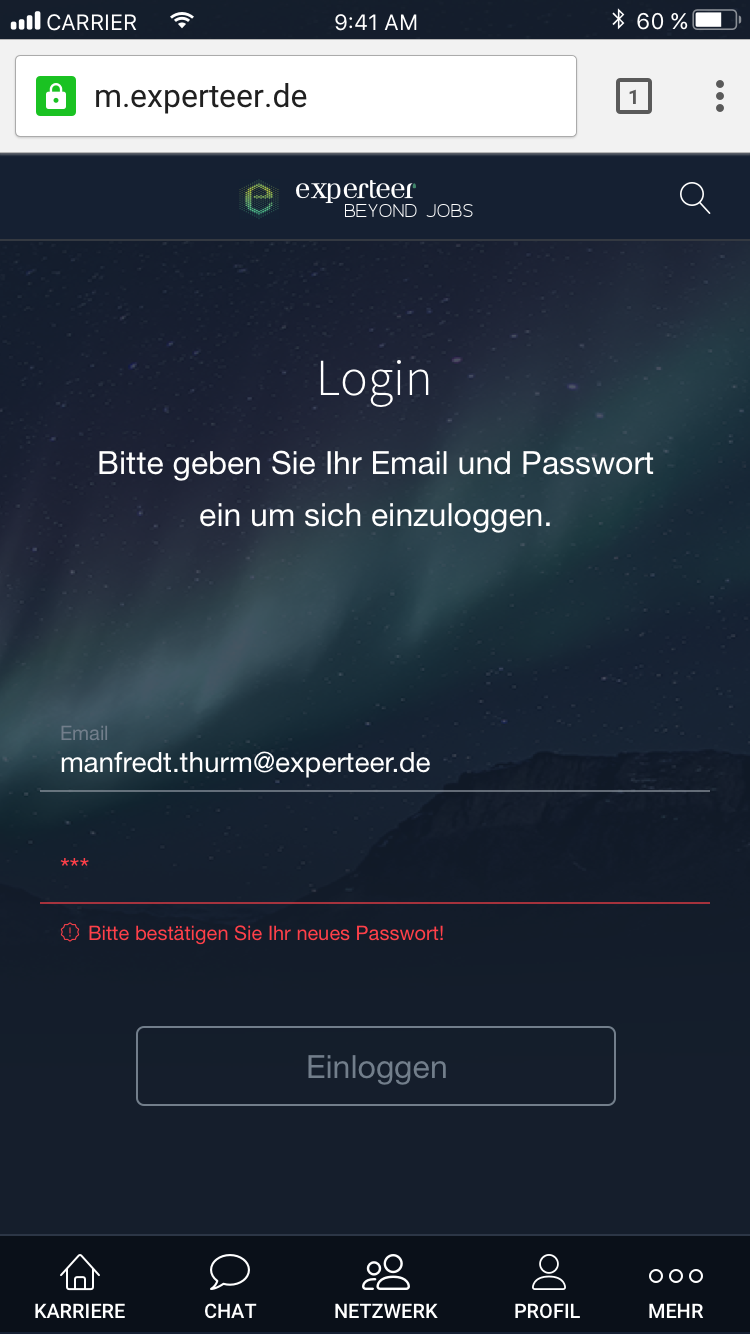 CARRIER 9:41 AM 60 %
m.experteer.de 1
experteer
BEYOND JOBS
Login
Bitte geben Sie Ihr Email und Passwort
ein um sich einzuloggen.
Email
manfredt.thurm@experteer.de
***
Bitte bestätigen Sie Ihr neues Passwort!
Einloggen
KARRIERE CHAT NETZWERK PROFIL MEHR